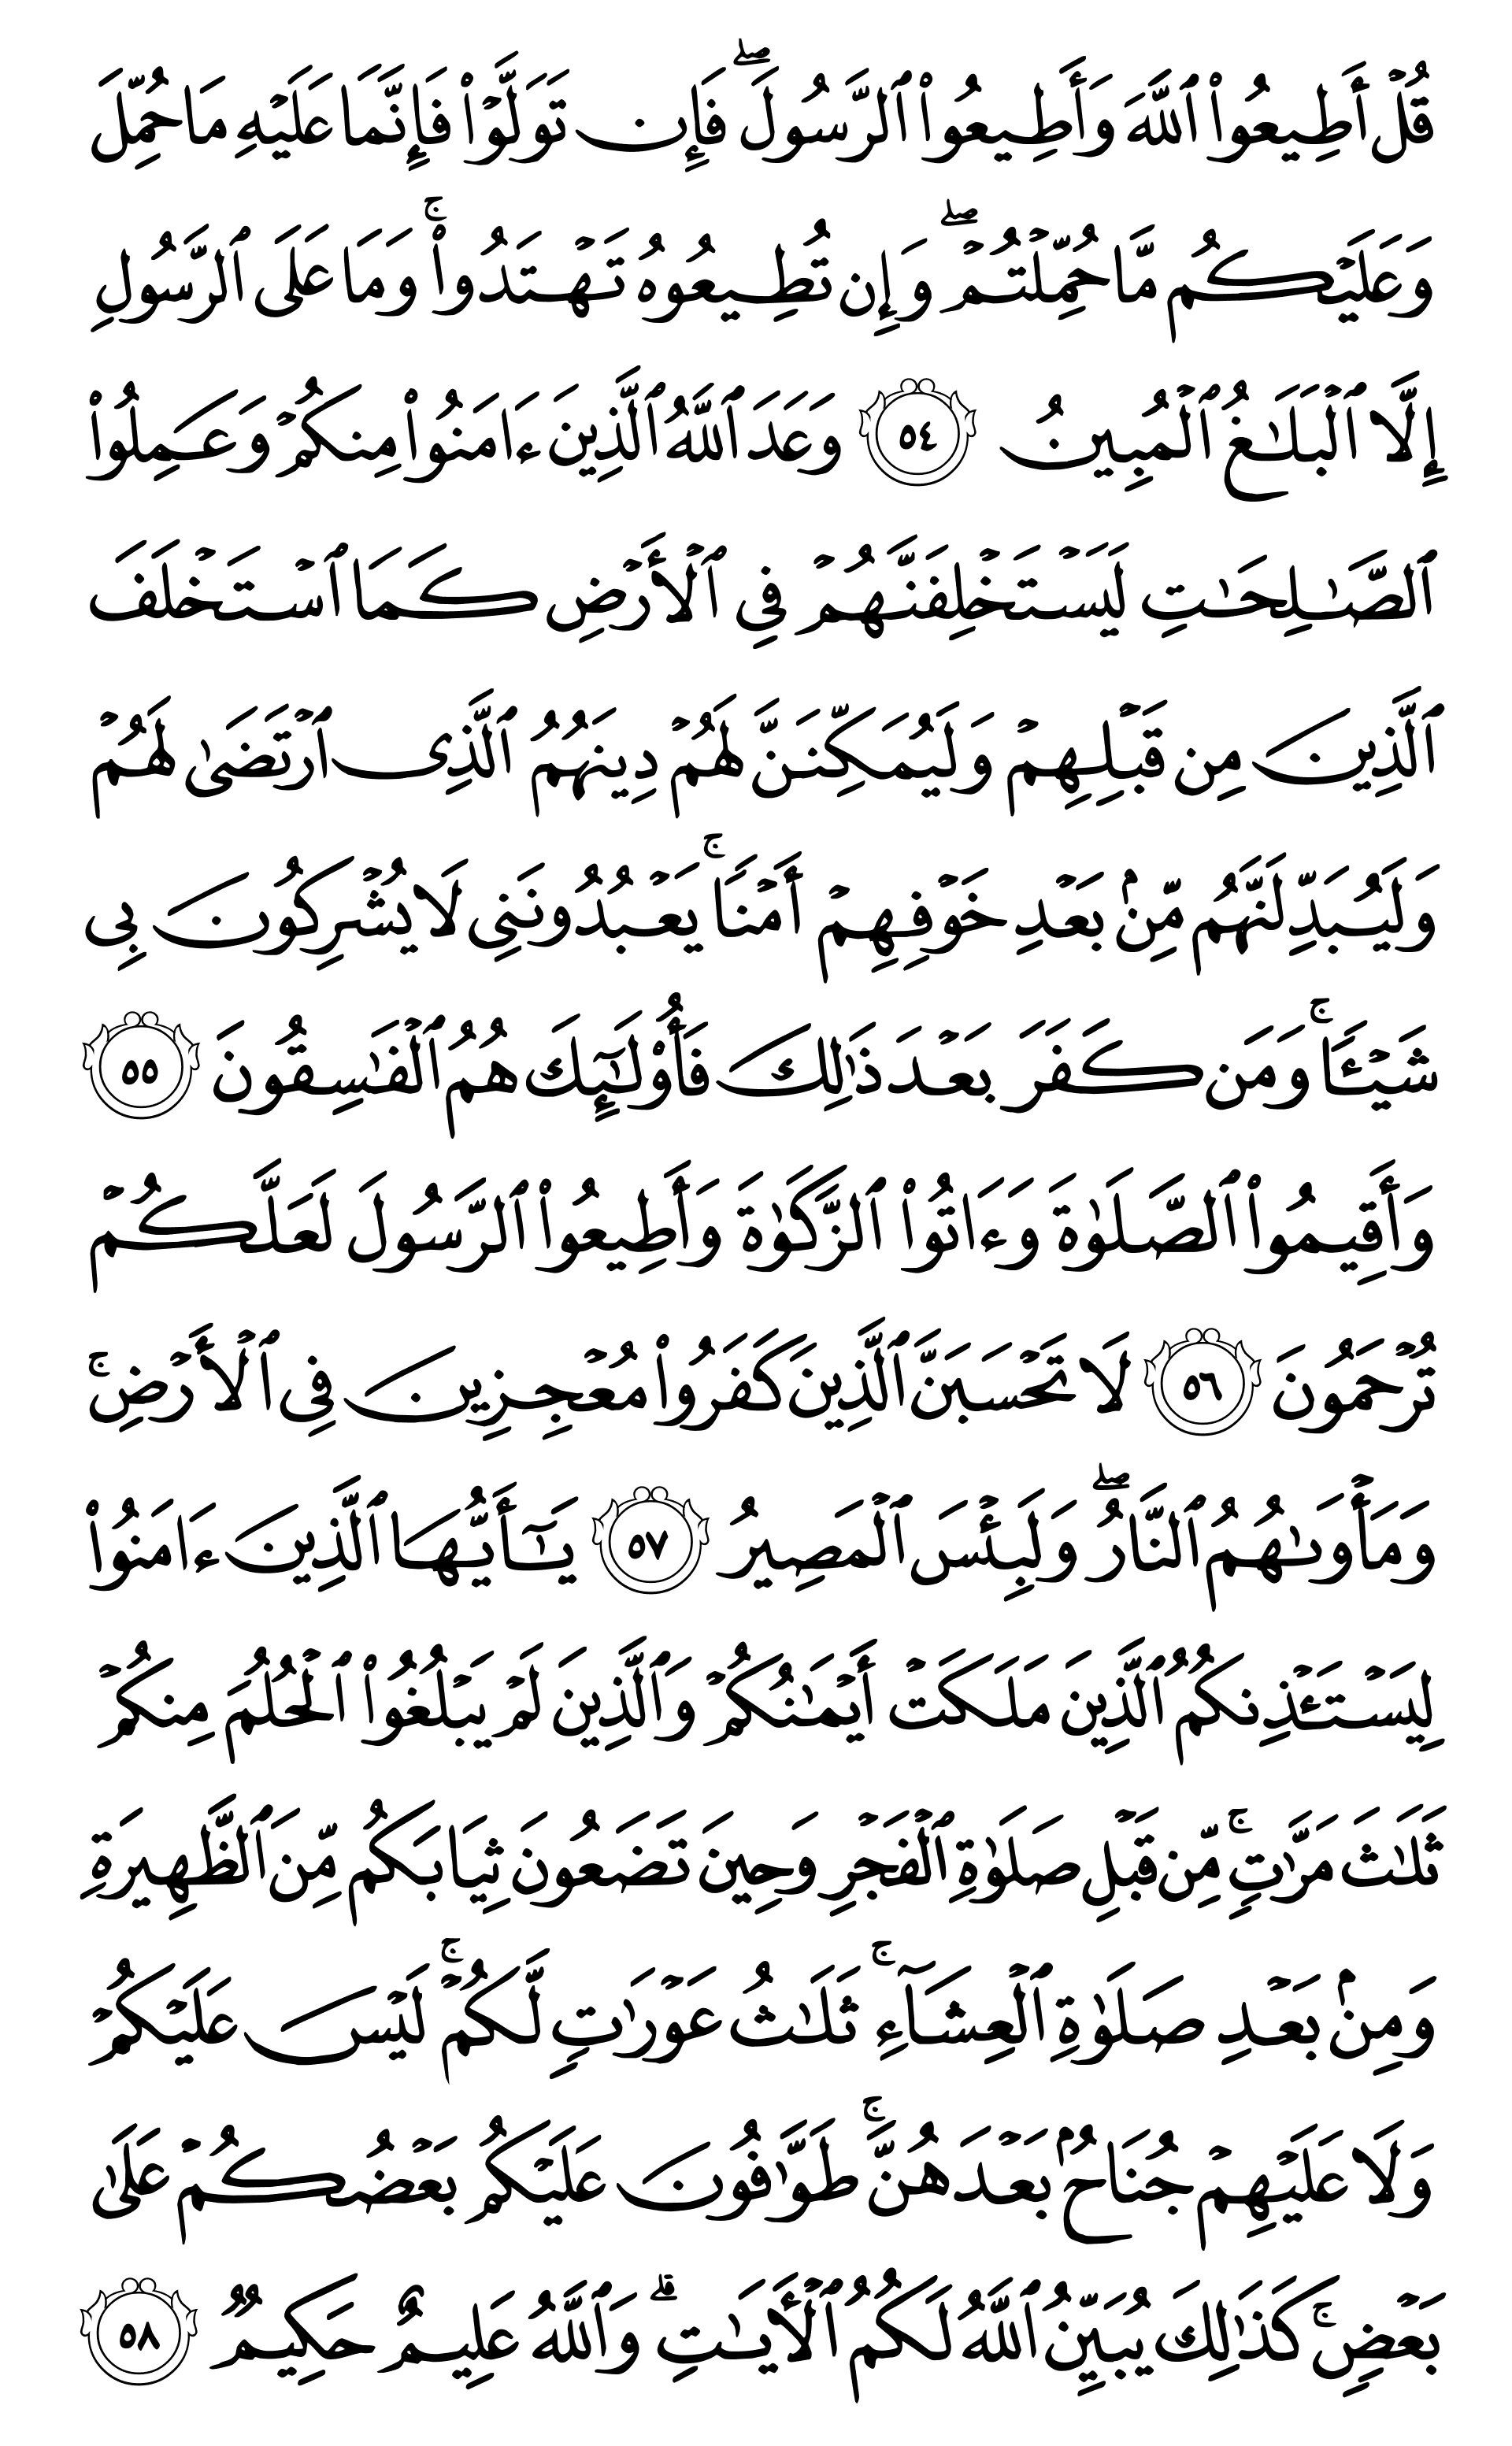 قُلْ أَطِيعُوا۟ ٱللَّهَ وَأَطِيعُوا۟ ٱلرَّسُولَ ۖ فَإِن تَوَلَّوْا۟ فَإِنَّمَا عَلَيْهِ مَا حُمِّلَ
وَعَلَيْكُم مَّا حُمِّلْتُمْ ۖ وَإِن تُطِيعُوهُ تَهْتَدُوا۟ ۚ وَمَا عَلَى ٱلرَّسُولِ
إِلَّا ٱلْبَلَـٰغُ ٱلْمُبِينُ ٥٤ وَعَدَ ٱللَّهُ ٱلَّذِينَ ءَامَنُوا۟ مِنكُمْ وَعَمِلُوا۟
ٱلصَّـٰلِحَـٰتِ لَيَسْتَخْلِفَنَّهُمْ فِي ٱلْأَرْضِ كَمَا ٱسْتَخْلَفَ
ٱلَّذِينَ مِن قَبْلِهِمْ وَلَيُمَكِّنَنَّ لَهُمْ دِينَهُمُ ٱلَّذِى ٱرْتَضَىٰ لَهُمْ
وَلَيُبَدِّلَنَّهُم مِّنۢ بَعْدِ خَوْفِهِمْ أَمْنًا ۚ يَعْبُدُونَنِي لَا يُشْرِكُونَ بِي
شَيْـًٔا ۚ وَمَن كَفَرَ بَعْدَ ذَٰلِكَ فَأُو۟لَـٰٓئِكَ هُمُ ٱلْفَـٰسِقُونَ ٥٥
وَأَقِيمُوا۟ ٱلصَّلَوٰةَ وَءَاتُوا۟ ٱلزَّكَوٰةَ وَأَطِيعُوا۟ ٱلرَّسُولَ لَعَلَّكُمْ
تُرْحَمُونَ ٥٦ لَا تَحْسَبَنَّ ٱلَّذِينَ كَفَرُوا۟ مُعْجِزِينَ فِي ٱلْأَرْضِ ۚ
وَمَأْوَىٰهُمُ ٱلنَّارُ ۖ وَلَبِئْسَ ٱلْمَصِيرُ ٥٧ يَـٰٓأَيُّهَا ٱلَّذِينَ ءَامَنُوا۟
لِيَسْتَـْٔذِنكُمُ ٱلَّذِينَ مَلَكَتْ أَيْمَـٰنُكُمْ وَٱلَّذِينَ لَمْ يَبْلُغُوا۟ ٱلْحُلُمَ مِنكُمْ
ثَلَـٰثَ مَرَّٰتٍ ۚ مِّن قَبْلِ صَلَوٰةِ ٱلْفَجْرِ وَحِينَ تَضَعُونَ ثِيَابَكُم مِّنَ ٱلظَّهِيرَةِ
وَمِنۢ بَعْدِ صَلَوٰةِ ٱلْعِشَآءِ ۚ ثَلَـٰثُ عَوْرَٰتٍ لَّكُمْ ۚ لَيْسَ عَلَيْكُمْ
وَلَا عَلَيْهِمْ جُنَاحٌۢ بَعْدَهُنَّ ۚ طَوَّٰفُونَ عَلَيْكُم بَعْضُكُمْ عَلَىٰ
بَعْضٍ ۚ كَذَٰلِكَ يُبَيِّنُ ٱللَّهُ لَكُمُ ٱلْـَٔايَـٰتِ ۗ وَٱللَّهُ عَلِيمٌ حَكِيمٌ ٥٨